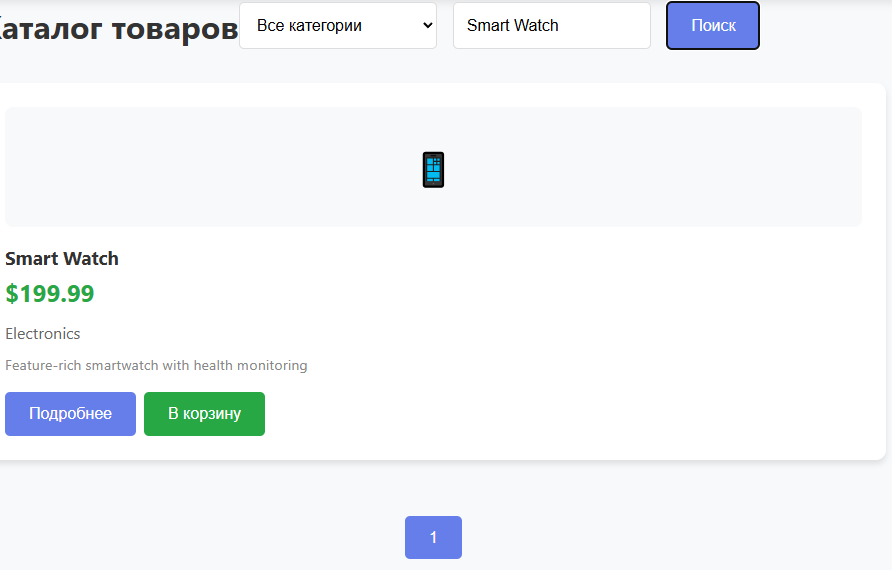 аталог товаров
Все категории
Smart Watch
Поиск
Smart Watch
$199.99
Electronics
Feature-rich smartwatch with health monitoring
Подробнее
В корзину
1